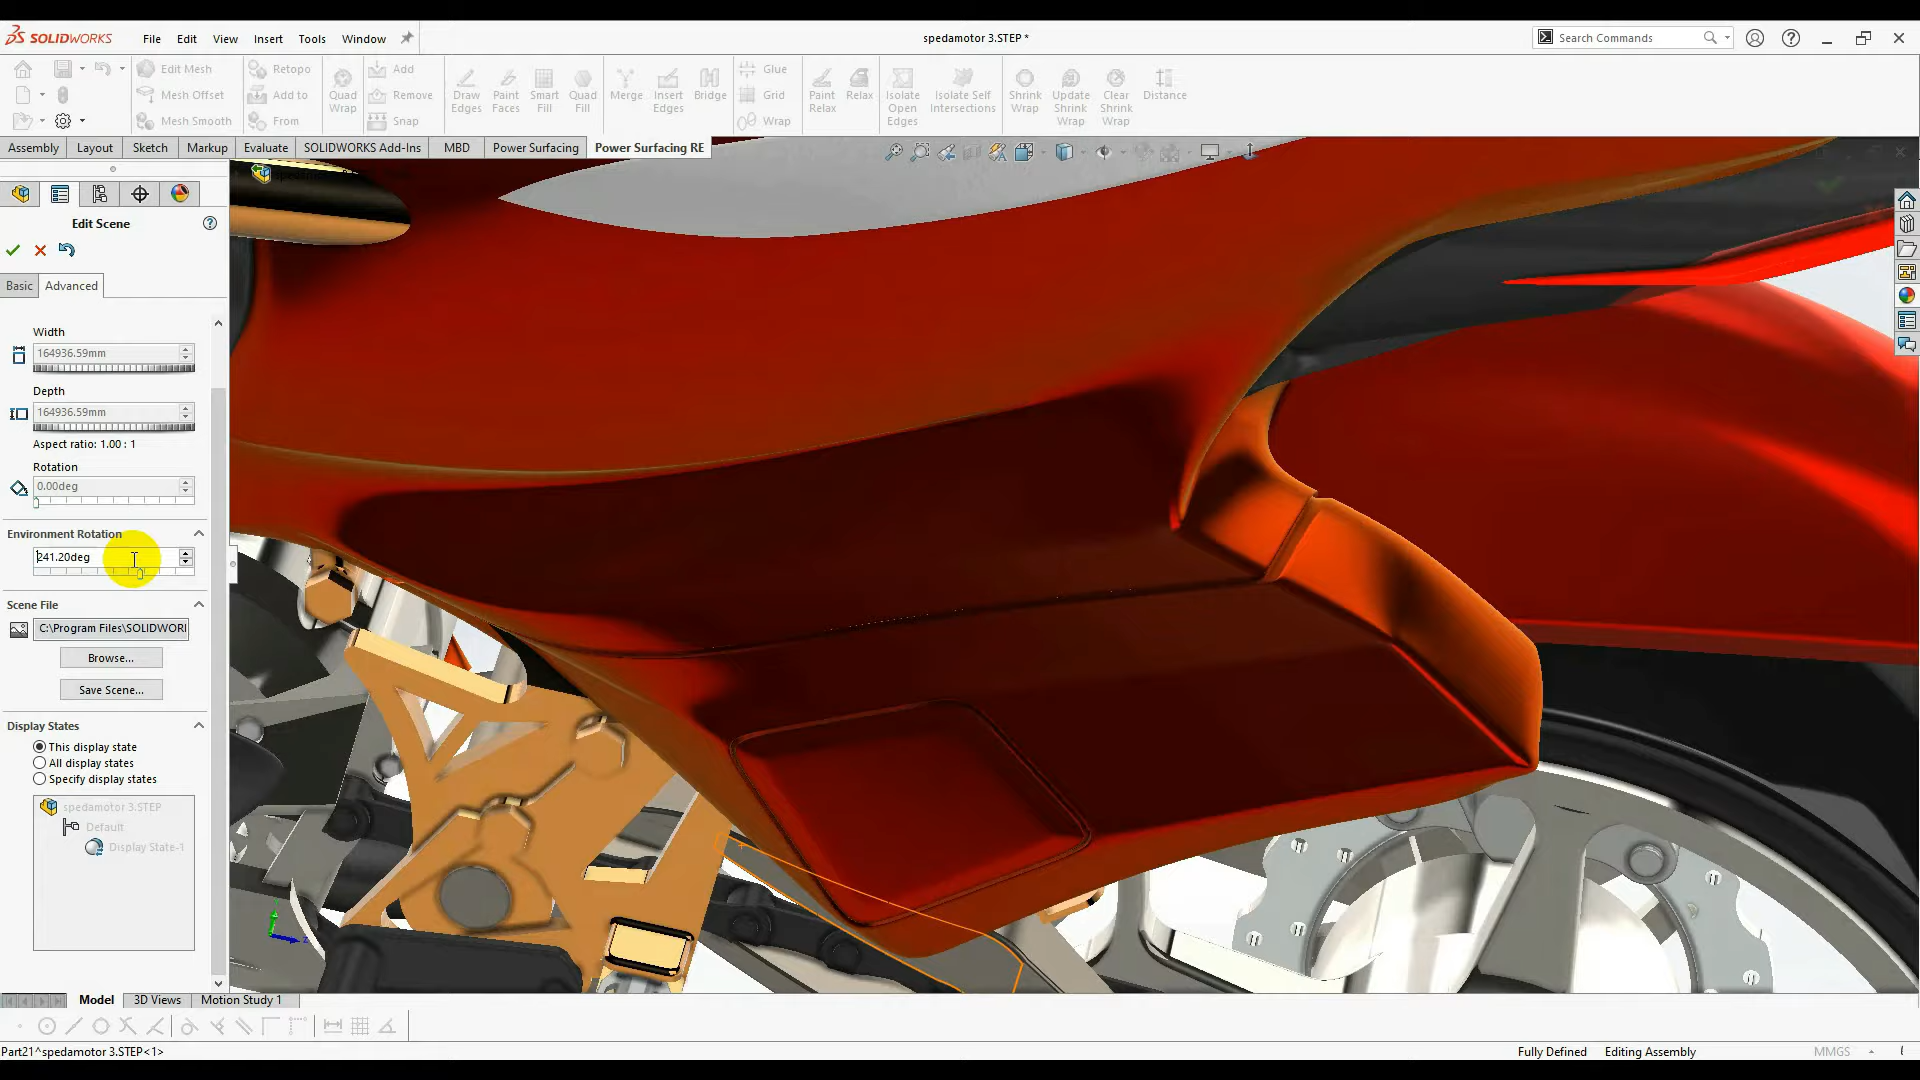 SOLIDWORKS File Edit View Insert Tools Window spedamotor 3.STEP * Search Commands
Edit Mesh Retopo Add Glue
Mesh Offset Add to Remove Grid
Mesh Smooth From Snap Wrap
Quad Wrap
Draw Edges
Paint Faces
Smart Fill
Quad Fill
Merge
Insert Edges
Bridge
Paint Relax
Relax
Isolate Open Edges
Isolate Self Intersections
Shrink Wrap
Update Shrink Wrap
Clear Shrink Wrap
Distance
Assembly Layout Sketch Markup Evaluate SOLIDWORKS Add-Ins MBD Power Surfacing Power Surfacing RE
Edit Scene
Basic Advanced
Width
164936.59mm
Depth
164936.59mm
Aspect ratio: 1.00 : 1
Rotation
0.00deg
Environment Rotation
241.20deg
Scene File
C:\Program Files\SOLIDWORI
Browse...
Save Scene...
Display States
This display state
All display states
Specify display states
spedamotor 3.STEP
Default
Display State-1
Model 3D Views Motion Study 1
Part21^spedamotor 3.STEP<1> Fully Defined Editing Assembly MMGS